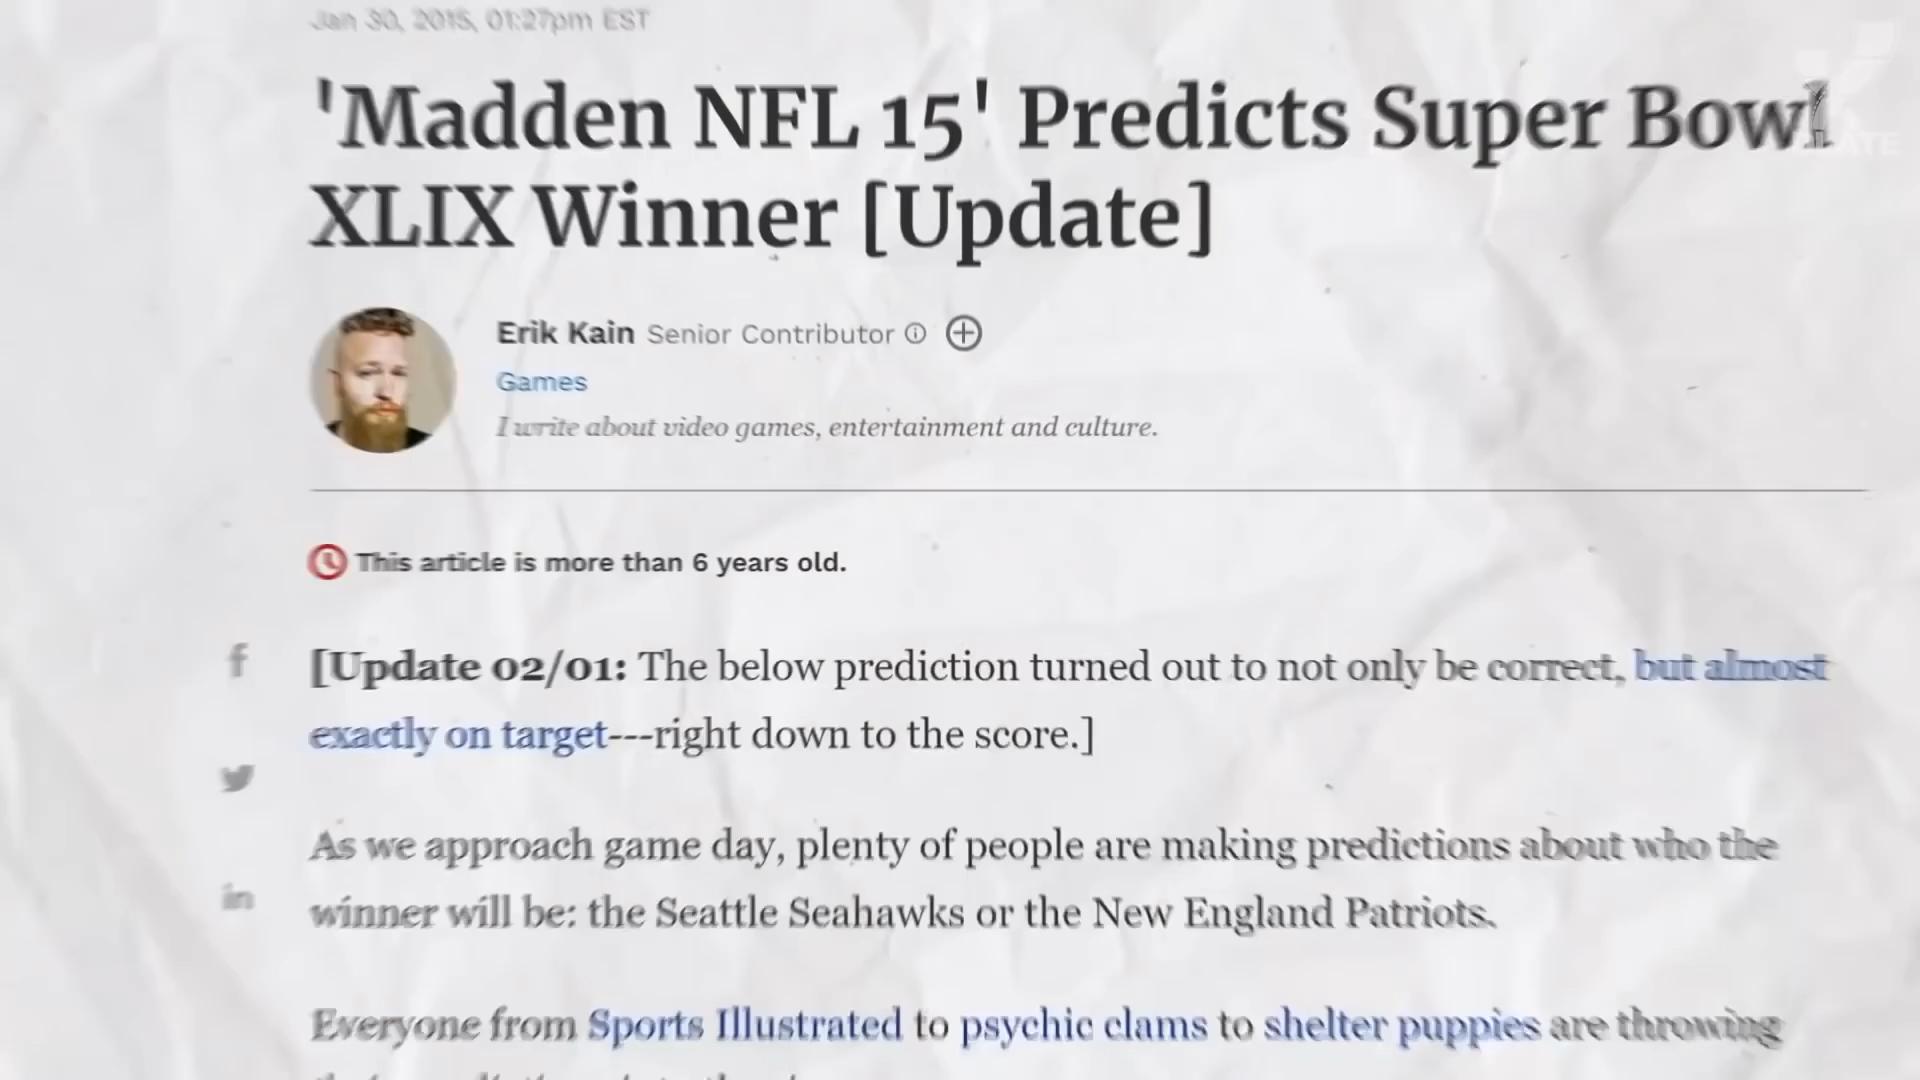 Jan 30, 2015, 01:27pm EST
'Madden NFL 15' Predicts Super Bowl
XLIX Winner [Update]
Erik Kain Senior Contributor
Games
I write about video games, entertainment and culture.
This article is more than 6 years old.
[Update 02/01: The below prediction turned out to not only be correct, but almost
exactly on target---right down to the score.]
As we approach game day, plenty of people are making predictions about who the
winner will be: the Seattle Seahawks or the New England Patriots.
Everyone from Sports Illustrated to psychic clams to shelter puppies are throwing